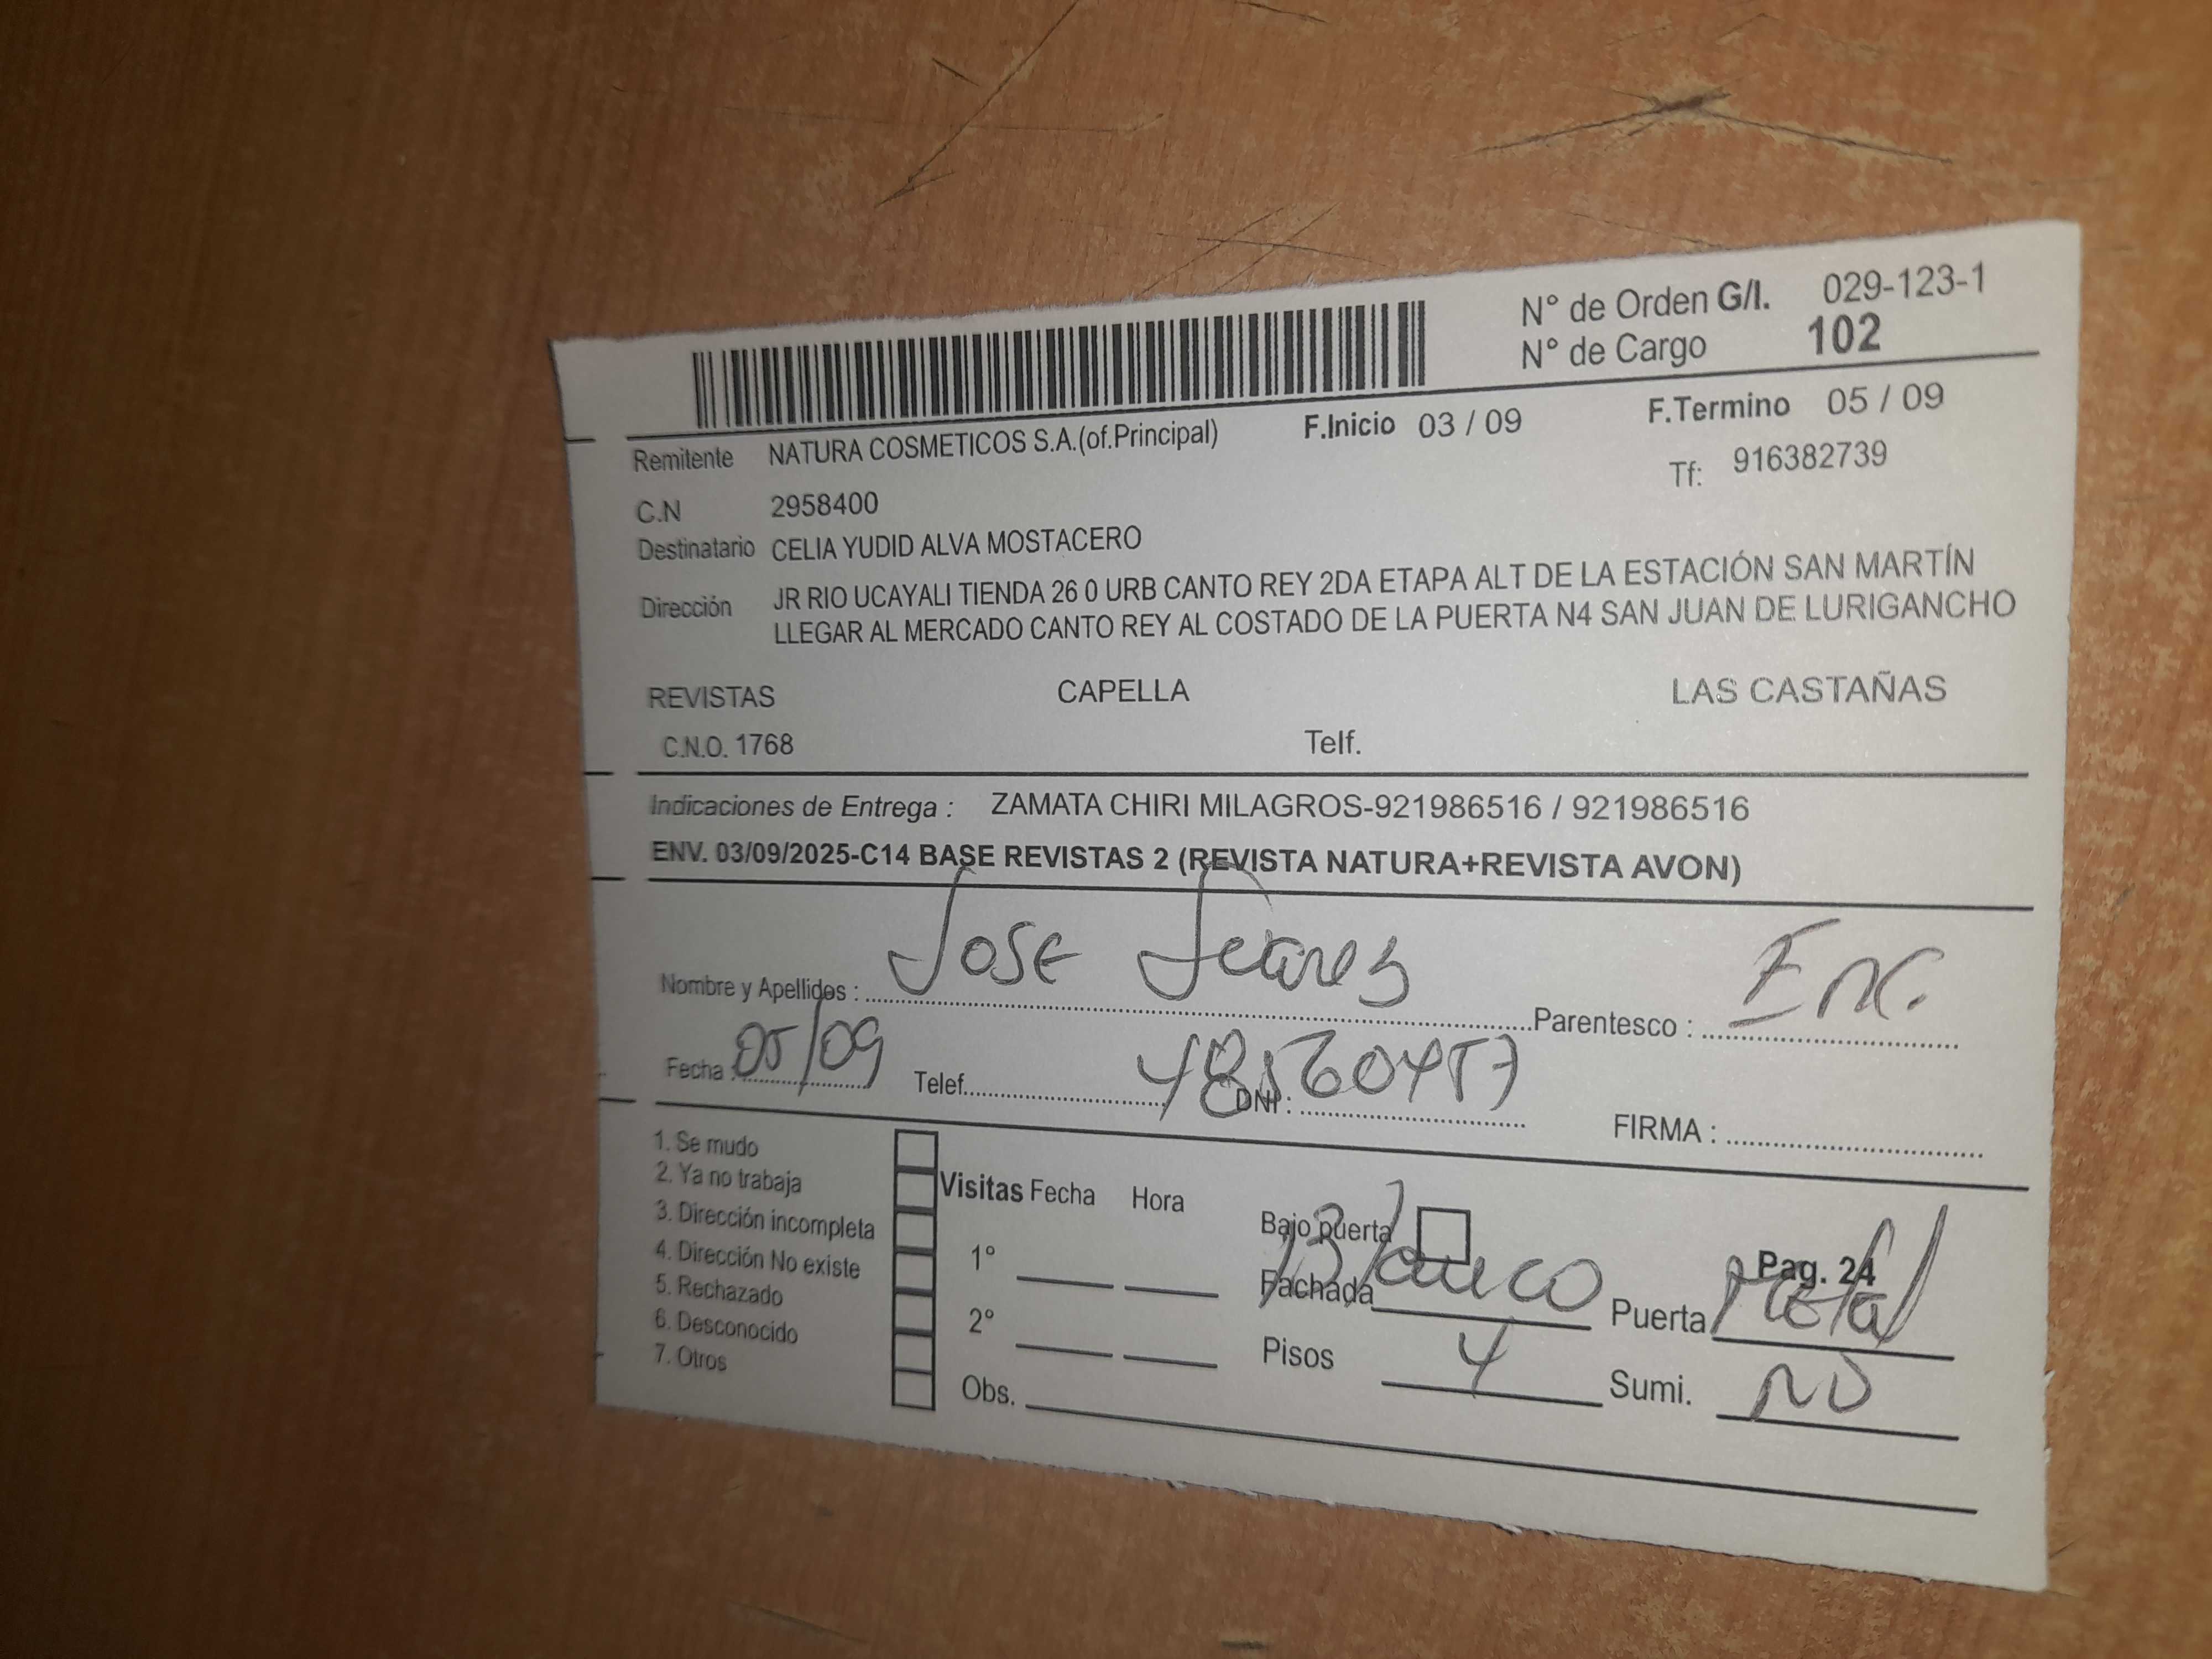 N° de Orden G/I. 029-123-1
N° de Cargo 102
Remitente NATURA COSMETICOS S.A.(of.Principal) F.Inicio 03 / 09 F.Termino 05 / 09
C.N 2958400 Tf: 916382739
Destinatario CELIA YUDID ALVA MOSTACERO
Dirección JR RIO UCAYALI TIENDA 26 0 URB CANTO REY 2DA ETAPA ALT DE LA ESTACIÓN SAN MARTÍN
LLEGAR AL MERCADO CANTO REY AL COSTADO DE LA PUERTA N4 SAN JUAN DE LURIGANCHO
REVISTAS CAPELLA LAS CASTAÑAS
C.N.O. 1768 Telf.
Indicaciones de Entrega : ZAMATA CHIRI MILAGROS-921986516 / 921986516
ENV. 03/09/2025-C14 BASE REVISTAS 2 (REVISTA NATURA+REVISTA AVON)
Nombre y Apellidos : Jose Parentesco : Enc.
Fecha : 05/09 Telef. DNI : 48560457 FIRMA :
1. Se mudo
2. Ya no trabaja
3. Dirección incompleta
4. Dirección No existe
5. Rechazado
6. Desconocido
7. Otros
Visitas Fecha Hora
1°
2°
Obs.
Bajo puerta Pag. 24
Fachada Blanco Puerta Metal
Pisos 4 Sumi. NO